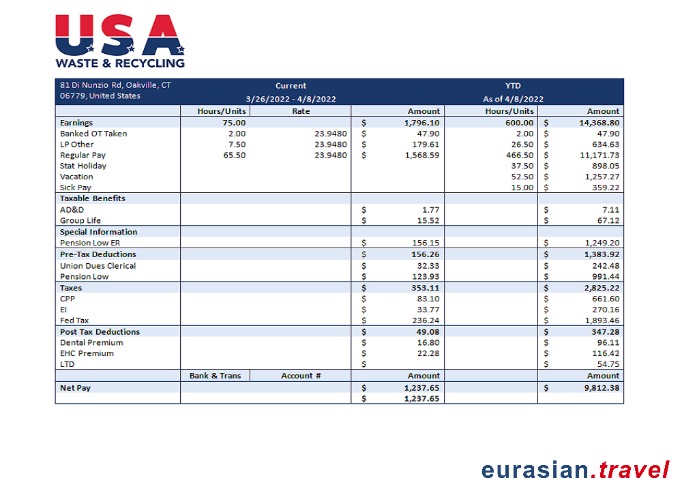 USA
WASTE & RECYCLING
81 Di Nunzio Rd, Oakville, CT Current YTD
06779, United States 3/26/2022 - 4/8/2022 As of 4/8/2022
Hours/Units Rate Amount Hours/Units Amount
Earnings 75.00 $ 1,796.10 600.00 $ 14,368.80
Banked OT Taken 2.00 23.9480 $ 47.90 2.00 $ 47.90
LP Other 7.50 23.9480 $ 179.61 26.50 $ 634.63
Regular Pay 65.50 23.9480 $ 1,568.59 466.50 $ 11,171.73
Stat Holiday 37.50 $ 898.05
Vacation 52.50 $ 1,257.27
Sick Pay 15.00 $ 359.22
Taxable Benefits
AD&D $ 1.77 $ 7.11
Group Life $ 15.52 $ 67.12
Special Information
Pension Low ER $ 156.15 $ 1,249.20
Pre-Tax Deductions $ 156.26 $ 1,383.92
Union Dues Clerical $ 32.33 $ 242.48
Pension Low $ 123.93 $ 991.44
Taxes $ 353.11 $ 2,825.22
CPP $ 83.10 $ 661.60
EI $ 33.77 $ 270.16
Fed Tax $ 236.24 $ 1,893.46
Post Tax Deductions $ 49.08 $ 347.28
Dental Premium $ 16.80 $ 96.11
EHC Premium $ 22.28 $ 116.42
LTD $ $ 54.75
Bank & Trans Account # Amount Amount
Net Pay $ 1,237.65 $ 9,812.38
$ 1,237.65
eurasian.travel